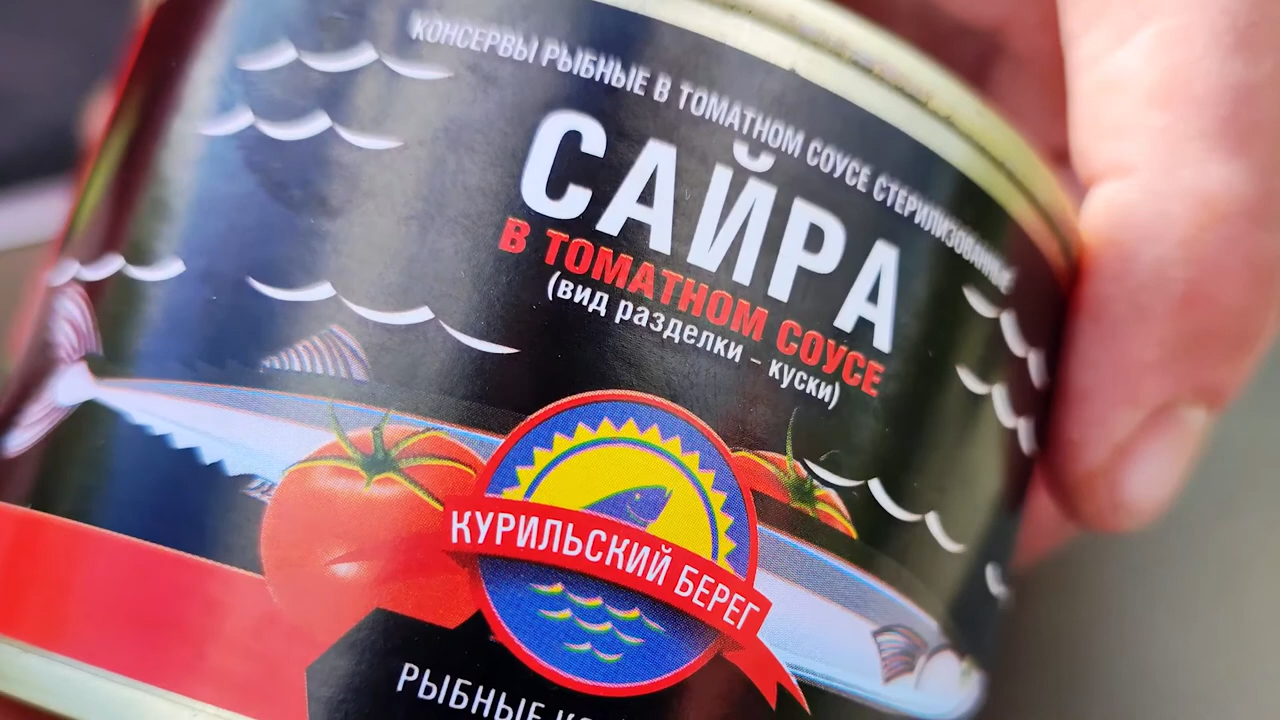 КОНСЕРВЫ РЫБНЫЕ В ТОМАТНОМ СОУСЕ СТЕРИЛИЗОВАННЫЕ
САЙРА
В ТОМАТНОМ СОУСЕ
(вид разделки – куски)
КУРИЛЬСКИЙ БЕРЕГ
РЫБНЫЕ